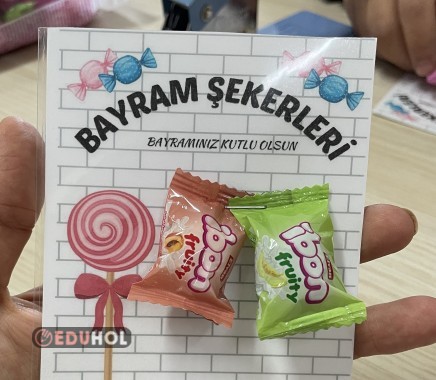 BAYRAM ŞEKERLERİ
BAYRAMINIZ KUTLU OLSUN
ibon
fruity
ibon
fruity
EDUHOL